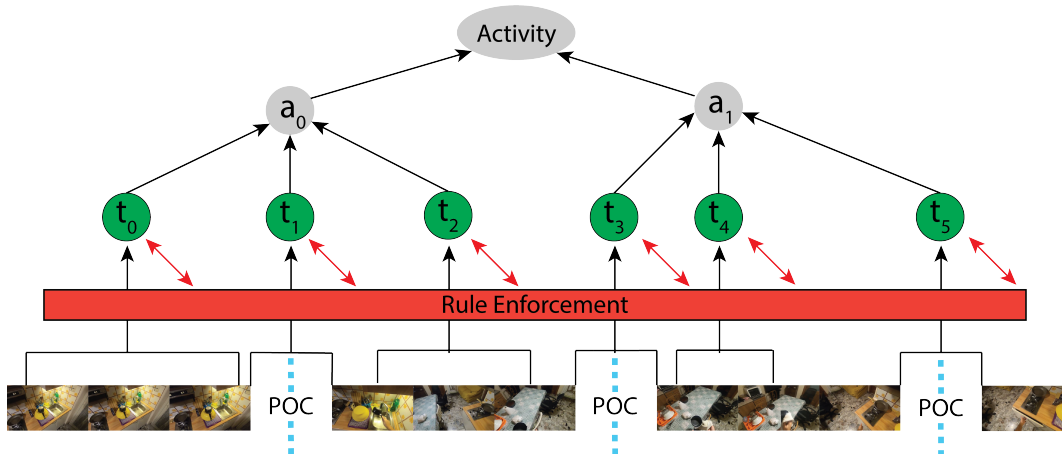 Activity
a0
a1
t0
t1
t2
t3
t4
t5
Rule Enforcement
POC
POC
POC